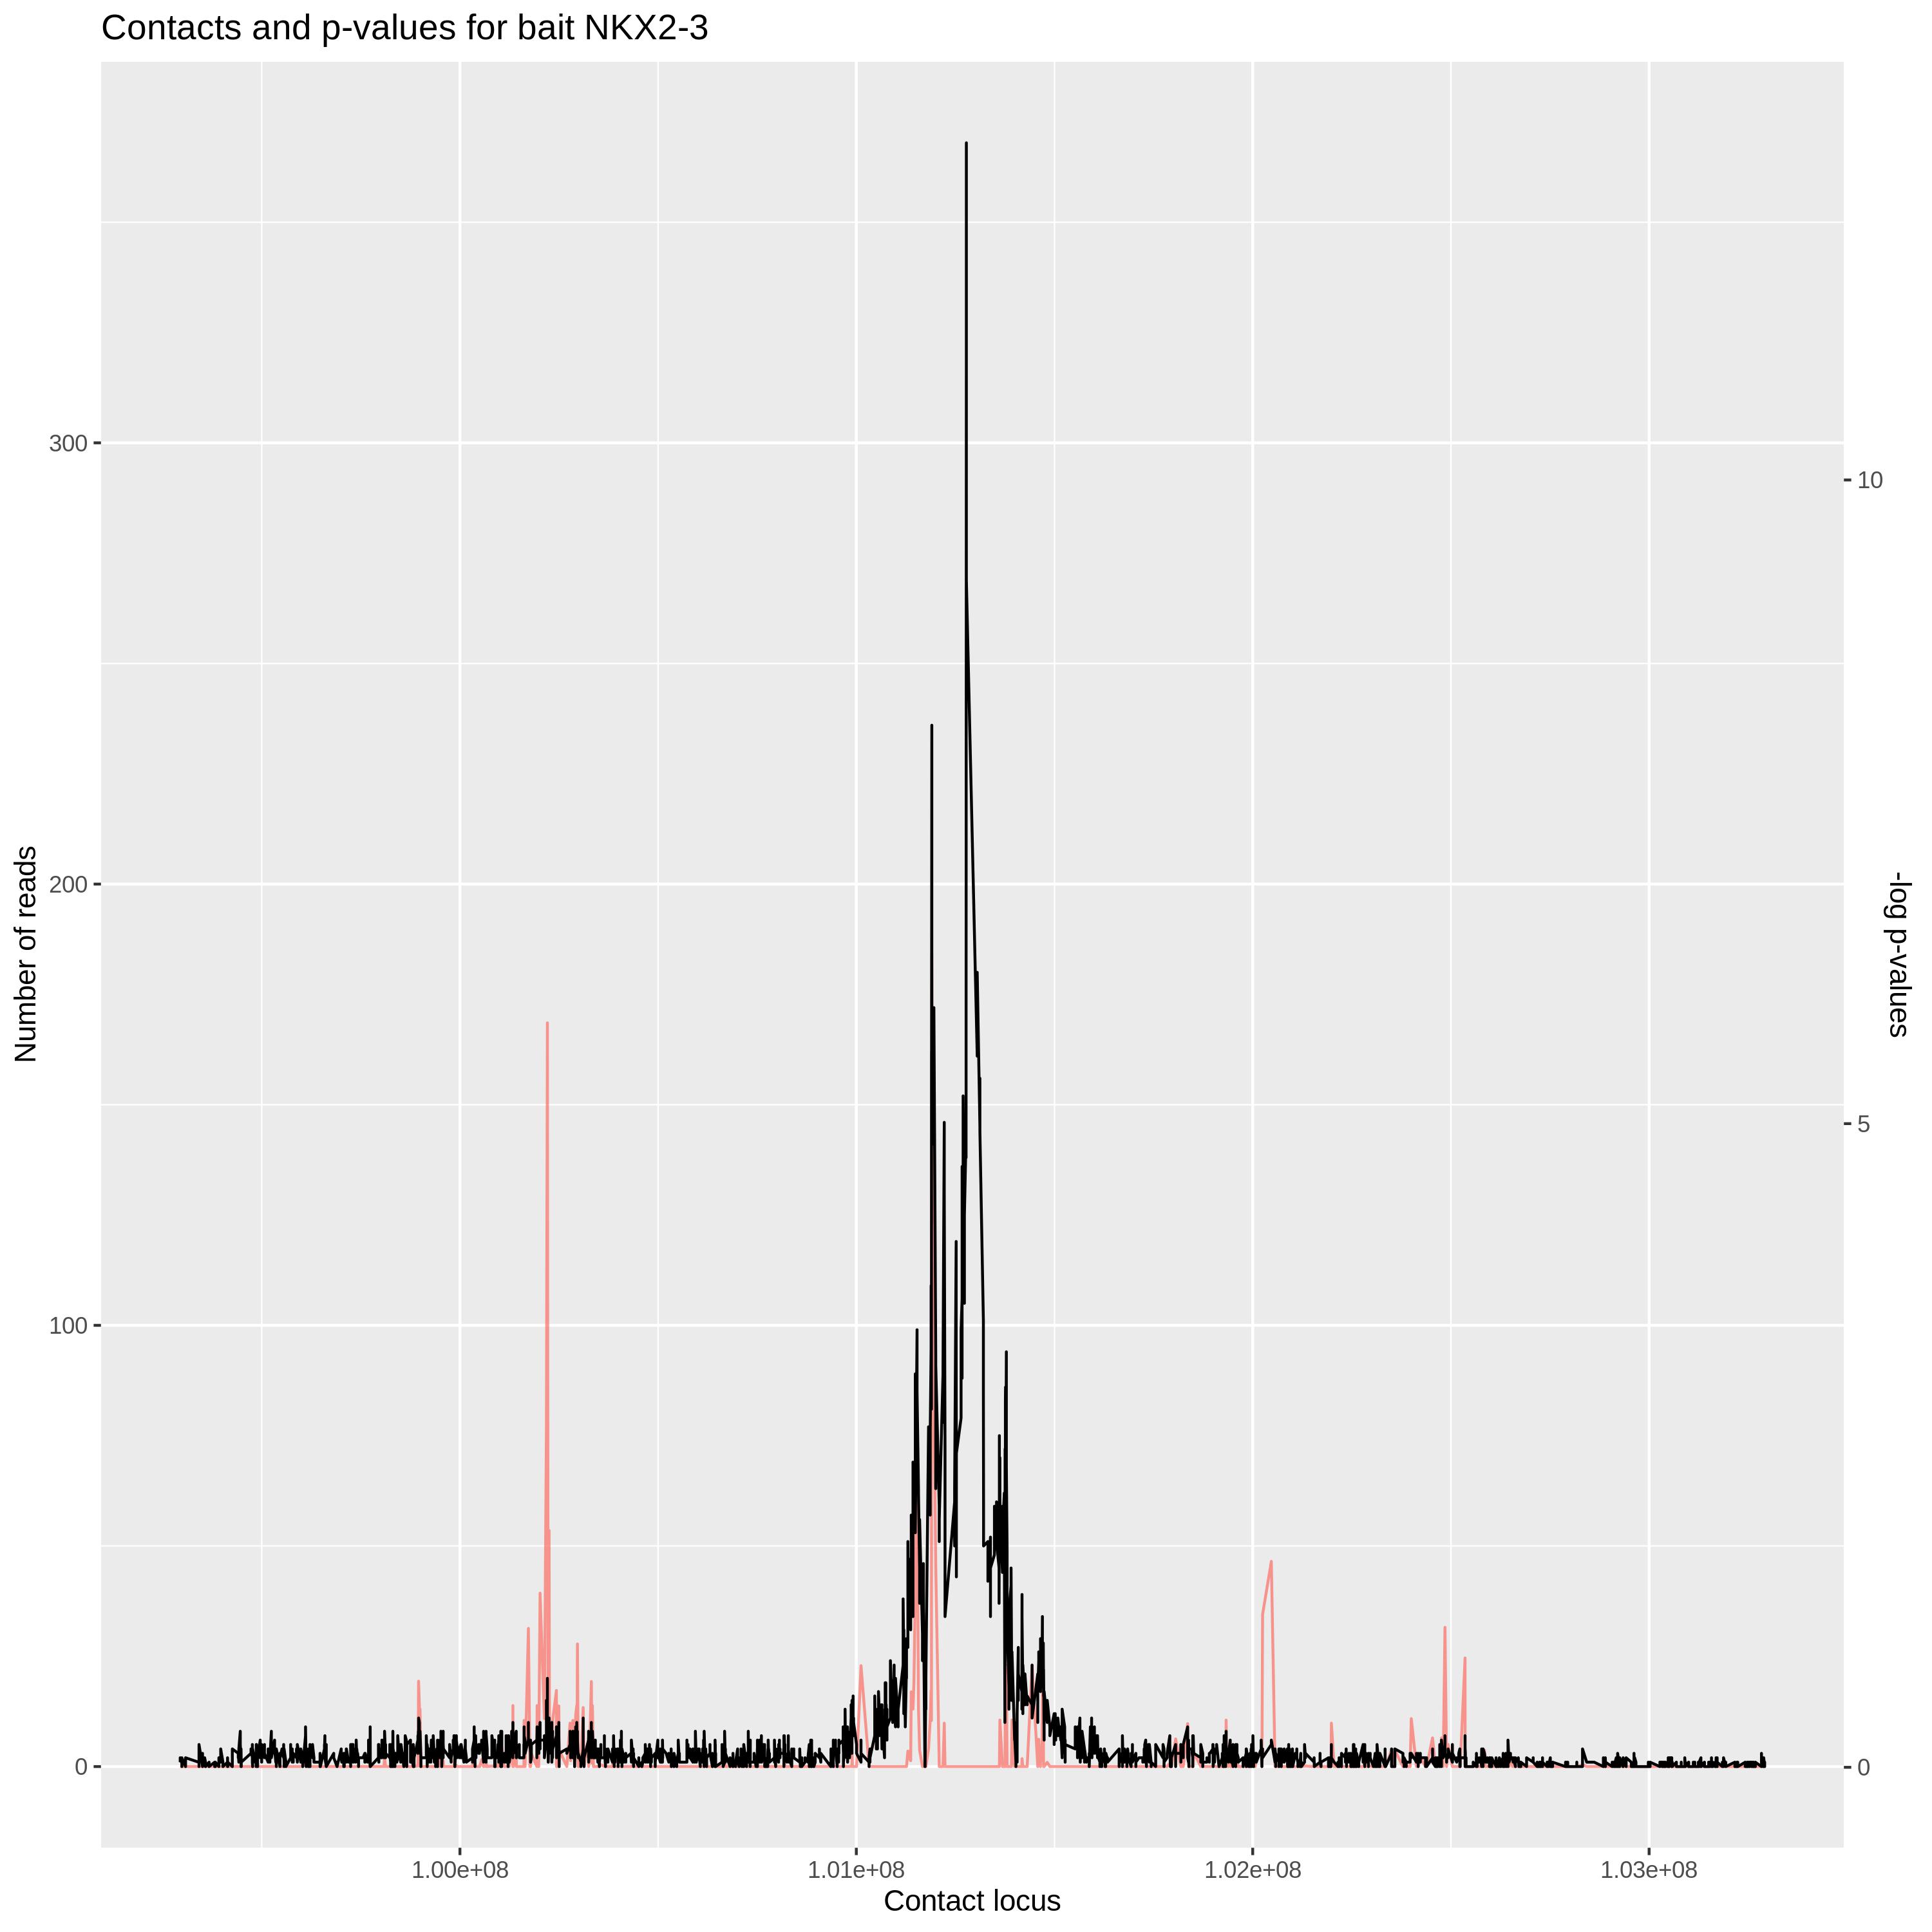 Contacts and p-values for bait NKX2-3
Number of reads
300
200
100
0
10
5
0
-log p-values
1.00e+08
1.01e+08
1.02e+08
1.03e+08
Contact locus